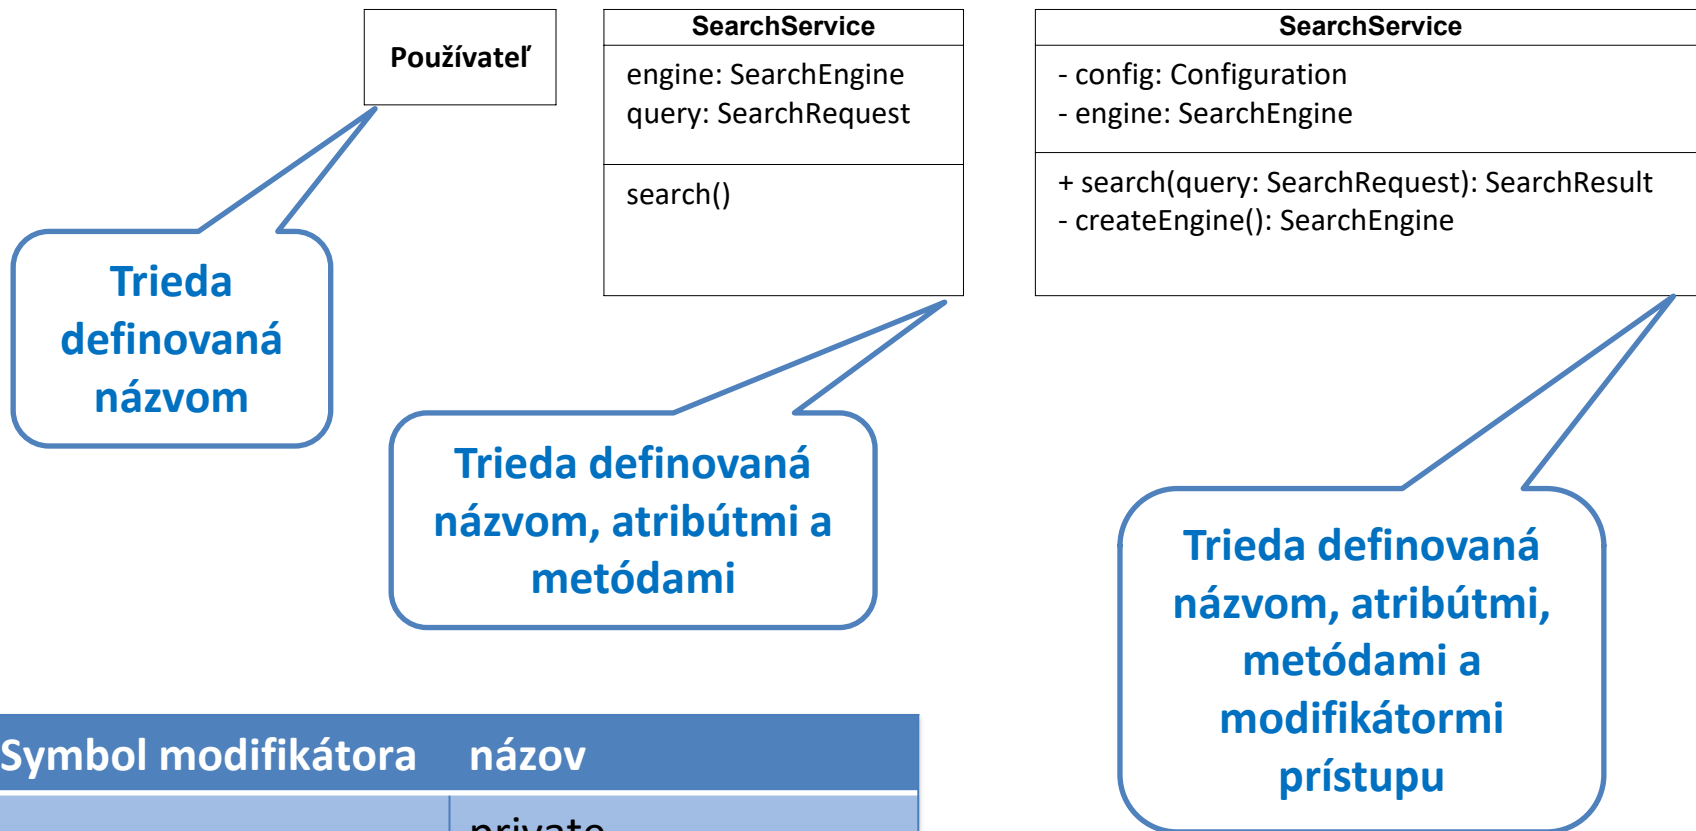 Používateľ
SearchService
engine: SearchEngine
query: SearchRequest
search()
SearchService
- config: Configuration
- engine: SearchEngine
+ search(query: SearchRequest): SearchResult
- createEngine(): SearchEngine
Trieda
definovaná
názvom
Trieda definovaná
názvom, atribútmi a
metódami
Trieda definovaná
názvom, atribútmi,
metódami a
modifikátormi
prístupu
Symbol modifikátora názov
private